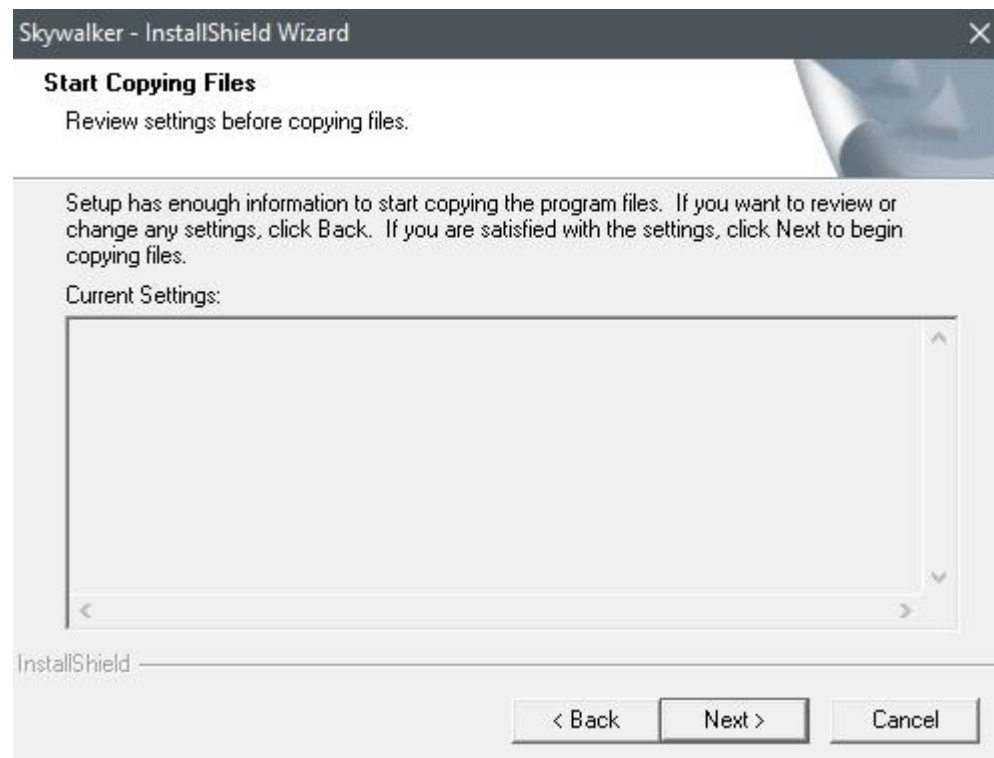 Skywalker - InstallShield Wizard
Start Copying Files
Review settings before copying files.
Setup has enough information to start copying the program files.  If you want to review or
change any settings, click Back.  If you are satisfied with the settings, click Next to begin
copying files.
Current Settings:
InstallShield
< Back Next > Cancel